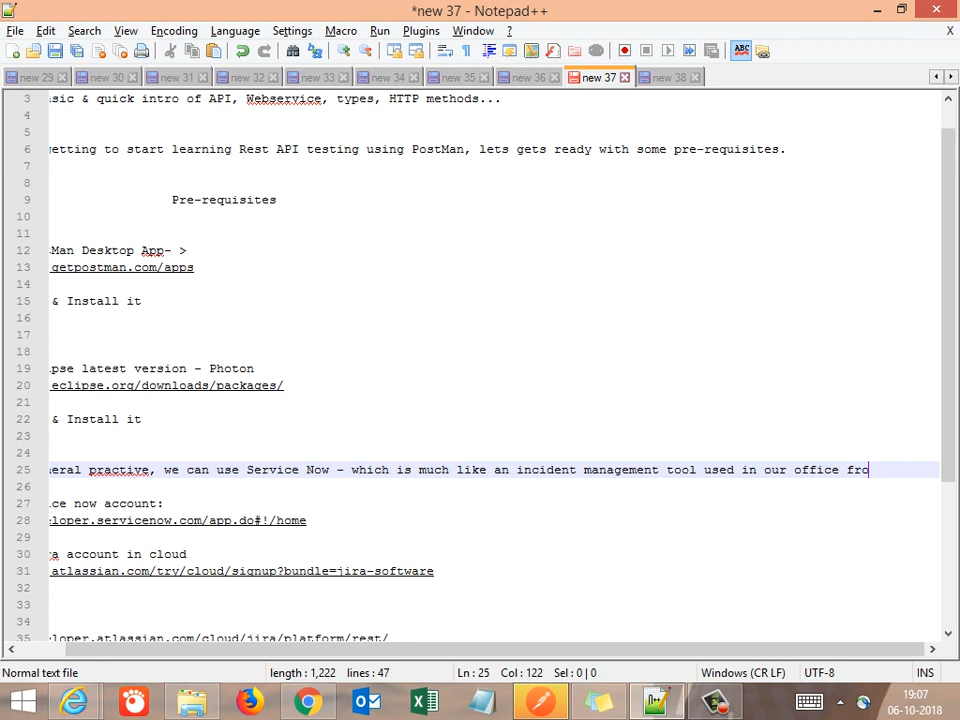 *new 37 - Notepad++
File Edit Search View Encoding Language Settings Macro Run Plugins Window ? X
new 29 new 30 new 31 new 32 new 33 new 34 new 35 new 36 new 37 new 38
3 asic & quick intro of API, Webservice, types, HTTP methods...
4
5
6 getting to start learning Rest API testing using PostMan, lets gets ready with some pre-requisites.
7
8
9 Pre-requisites
10
11
12 Man Desktop App- >
13 getpostman.com/apps
14
15 & Install it
16
17
18
19 pse latest version - Photon
20 eclipse.org/downloads/packages/
21
22 & Install it
23
24
25 neral practive, we can use Service Now - which is much like an incident management tool used in our office fro
26
27 ice now account:
28 eloper.servicenow.com/app.do#!/home
29
30 ra account in cloud
31 atlassian.com/try/cloud/signup?bundle=jira-software
32
33
34
35 eloper.atlassian.com/cloud/jira/platform/rest/
Normal text file length : 1,222 lines : 47 Ln : 25 Col : 122 Sel : 0 | 0 Windows (CR LF) UTF-8 INS
19:07
06-10-2018